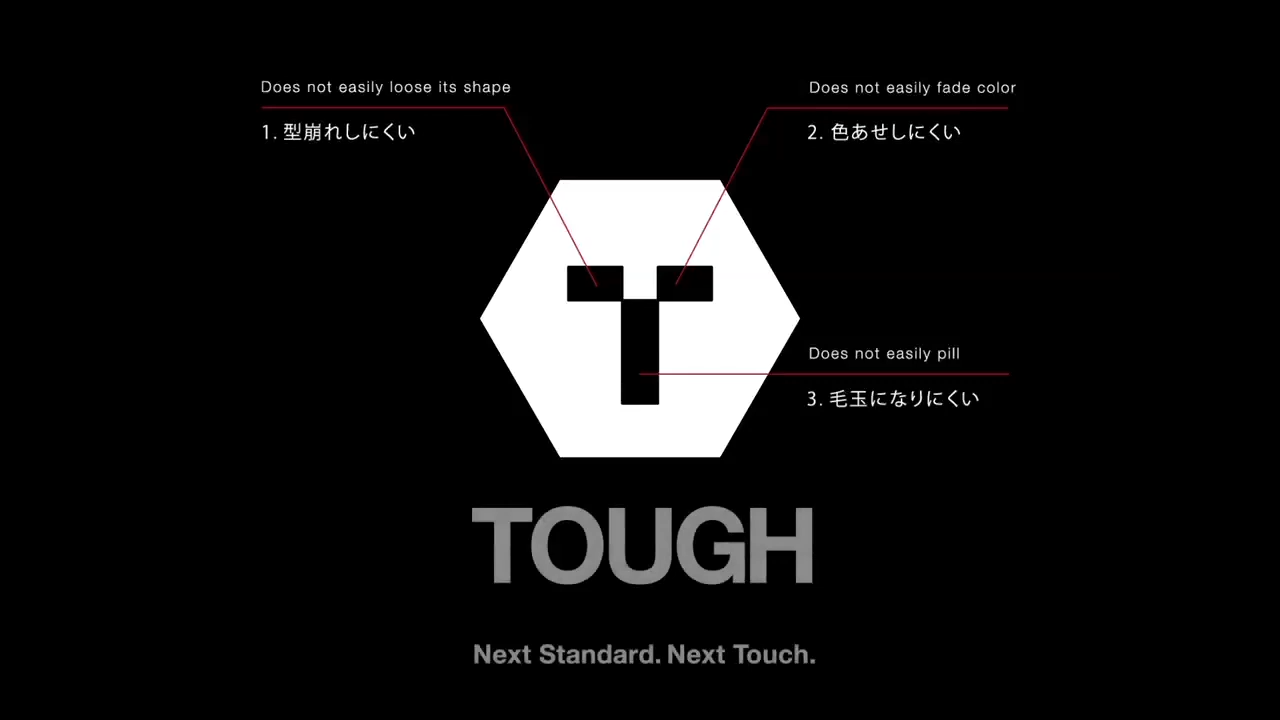 Does not easily loose its shape
1. 型崩れしにくい
Does not easily fade color
2. 色あせしにくい
Does not easily pill
3. 毛玉になりにくい
TOUGH
Next Standard. Next Touch.